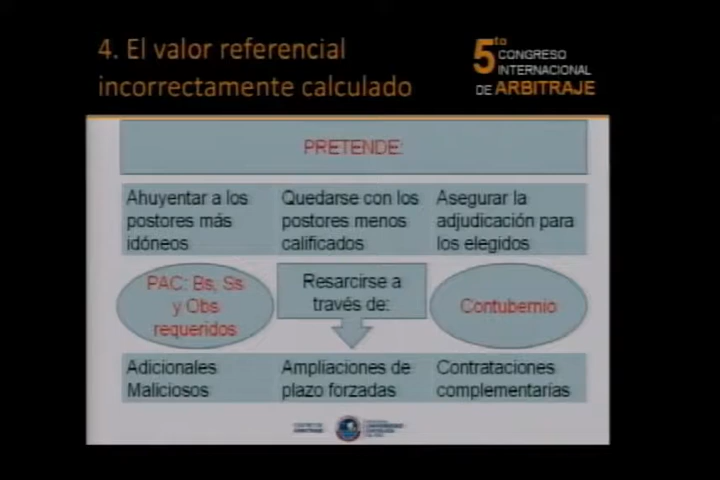 4. El valor referencial
incorrectamente calculado
5to
CONGRESO
INTERNACIONAL
DE ARBITRAJE
PRETENDE:
Ahuyentar a los
postores más
idóneos
Quedarse con los
postores menos
calificados
Asegurar la
adjudicación para
los elegidos
PAC: Bs, Ss
y Obs
requeridos
Resarcirse a
través de:
Contubernio
Adicionales
Maliciosos
Ampliaciones de
plazo forzadas
Contrataciones
complementarias